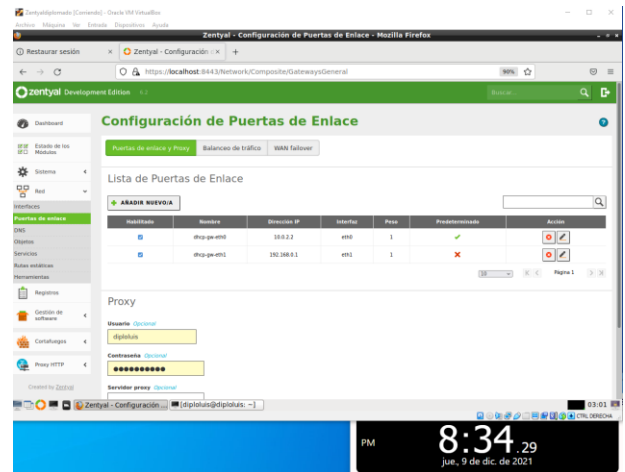 Zentyaldiplomado [Corriendo] - Oracle VM VirtualBox
Archivo Máquina Ver Entrada Dispositivos Ayuda
Zentyal - Configuración de Puertas de Enlace - Mozilla Firefox
Restaurar sesión
Zentyal - Configuración
https://localhost:8443/Network/Composite/GatewaysGeneral
90%
zentyal Development Edition 6.2
Buscar...
Dashboard
Estado de los Módulos
Sistema
Red
Interfaces
Puertas de enlace
DNS
Objetos
Servicios
Rutas estáticas
Herramientas
Registros
Gestión de software
Cortafuegos
Proxy HTTP
Created by Zentyal
Configuración de Puertas de Enlace
Puertas de enlace y Proxy Balanceo de tráfico WAN failover
Lista de Puertas de Enlace
AÑADIR NUEVO/A
Habilitado Nombre Dirección IP Interfaz Peso Predeterminado Acción
dhcp-gw-eth0 10.0.2.2 eth0 1
dhcp-gw-eth1 192.168.0.1 eth1 1
10 Página 1
Proxy
Usuario Opcional
diploluis
Contraseña Opcional
Servidor proxy Opcional
Zentyal - Configuración ... [diploluis@diploluis: ~]
03:01
CTRL DERECHA
PM 8:34.29
jue., 9 de dic. de 2021